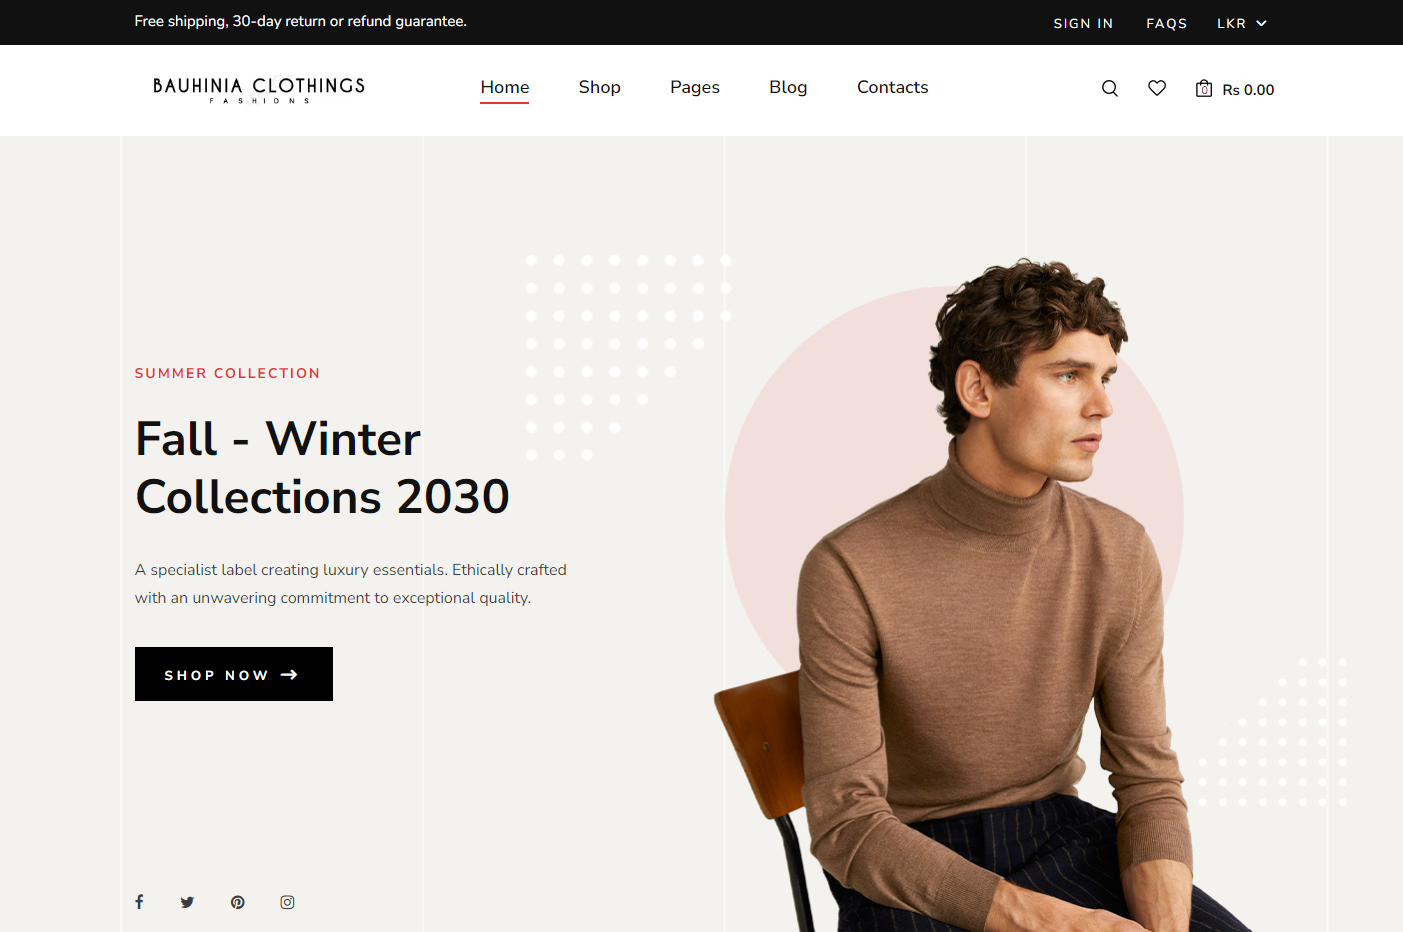 Free shipping, 30-day return or refund guarantee.
SIGN IN FAQS LKR
BAUHINIA CLOTHINGS
FASHIONS
Home Shop Pages Blog Contacts
0 Rs 0.00
SUMMER COLLECTION
Fall - Winter
Collections 2030
A specialist label creating luxury essentials. Ethically crafted
with an unwavering commitment to exceptional quality.
SHOP NOW